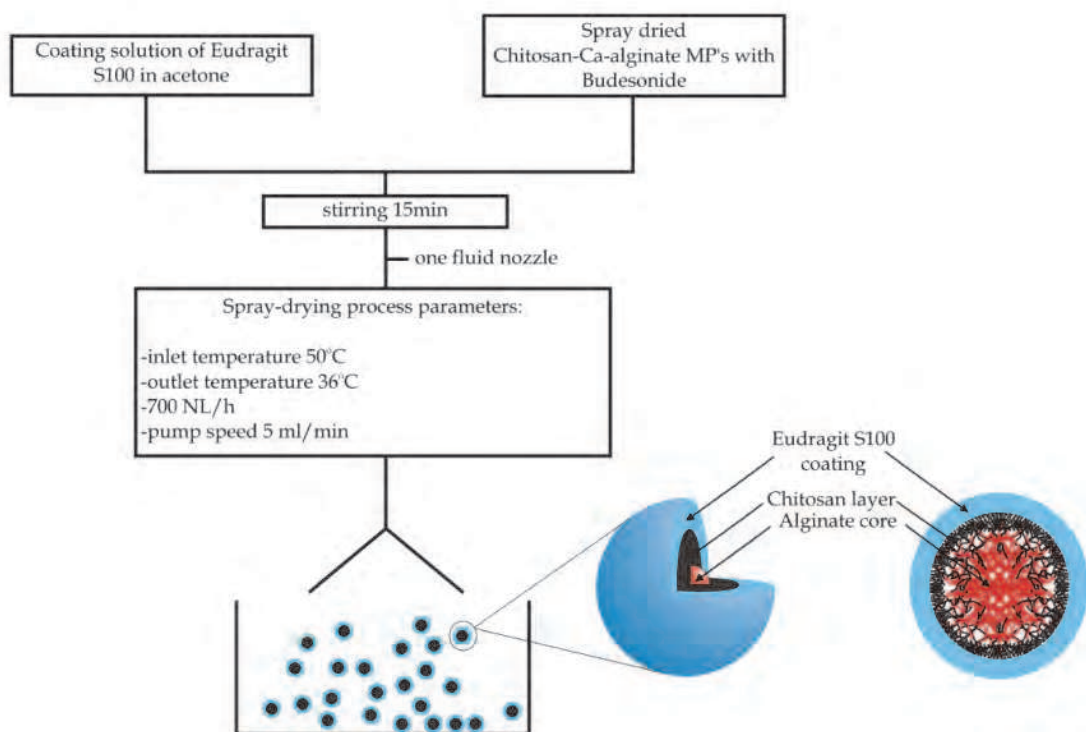 Coating solution of Eudragit
S100 in acetone
Spray dried
Chitosan-Ca-alginate MP's with
Budesonide
stirring 15min
one fluid nozzle
Spray-drying process parameters:
-inlet temperature 50°C
-outlet temperature 36°C
-700 NL/h
-pump speed 5 ml/min
Eudragit S100
coating
Chitosan layer
Alginate core